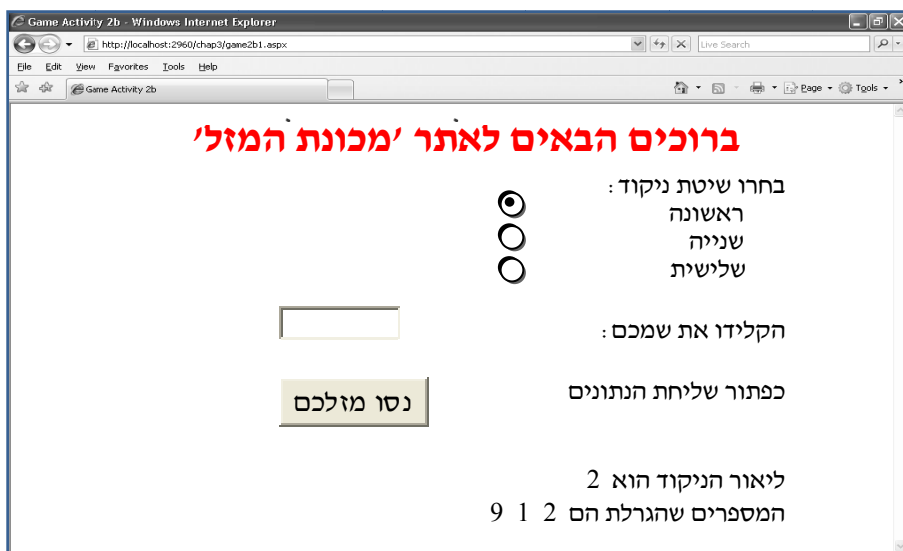 Game Activity 2b - Windows Internet Explorer
http://localhost:2960/chap3/game2b1.aspx
Live Search
File Edit View Favorites Tools Help
Game Activity 2b
Page Tools
ברוכים הבאים לאתר 'מכונת המזל'
בחרו שיטת ניקוד:
ראשונה
שנייה
שלישית
הקלידו את שמכם:
כפתור שליחת הנתונים
נסו מזלכם
ליאור הניקוד הוא 2
המספרים שהגרלת הם 2 1 9